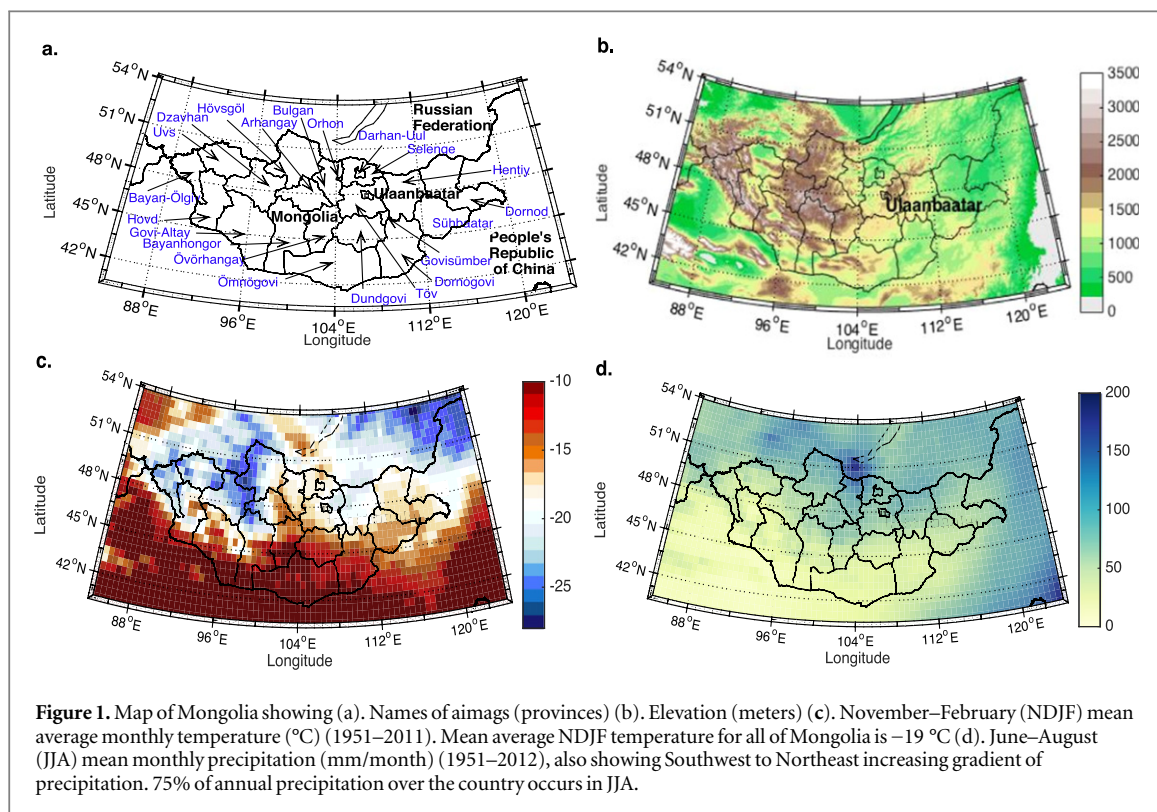 a.
54°N
51°N
48°N
45°N
42°N
Latitude
88°E
96°E
104°E
112°E
120°E
Longitude
Hövsgöl
Bulgan
Dzavhan
Arhangay
Orhon
Uvs
Russian
Federation
Darhan-Uul
Selenge
Hentiy
Bayan-Ölgiy
Ulaanbaatar
Dornod
Hovd
Mongolia
Sühbaatar
Govi-Altay
Bayanhongor
People's
Republic
of China
Övörhangay
Govisümber
Ömnögovi
Dornogovi
Töv
Dundgovi
b.
54°N
51°N
48°N
45°N
42°N
Latitude
88°E
96°E
104°E
112°E
120°E
Longitude
Ulaanbaatar
3500
3000
2500
2000
1500
1000
500
0
c.
54°N
51°N
48°N
45°N
42°N
Latitude
88°E
96°E
104°E
112°E
120°E
Longitude
-10
-15
-20
-25
d.
54°N
51°N
48°N
45°N
42°N
Latitude
88°E
96°E
104°E
112°E
120°E
Longitude
200
150
100
50
0
Figure 1. Map of Mongolia showing (a). Names of aimags (provinces) (b). Elevation (meters) (c). November–February (NDJF) mean
average monthly temperature (°C) (1951–2011). Mean average NDJF temperature for all of Mongolia is −19 °C (d). June–August
(JJA) mean monthly precipitation (mm/month) (1951–2012), also showing Southwest to Northeast increasing gradient of
precipitation. 75% of annual precipitation over the country occurs in JJA.